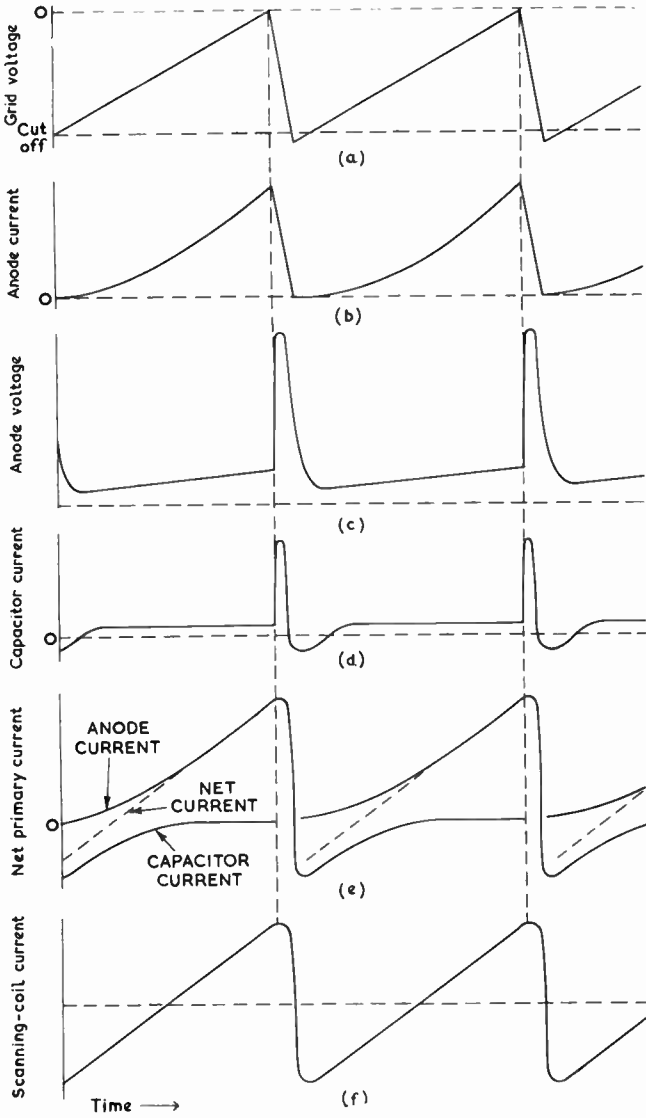 Grid voltage
O
Cut
off
(a)
Anode current
O
(b)
Anode voltage
(c)
Capacitor current
O
(d)
Net primary current
ANODE
CURRENT
NET
CURRENT
O
CAPACITOR
CURRENT
(e)
Scanning-coil current
Time
(f)